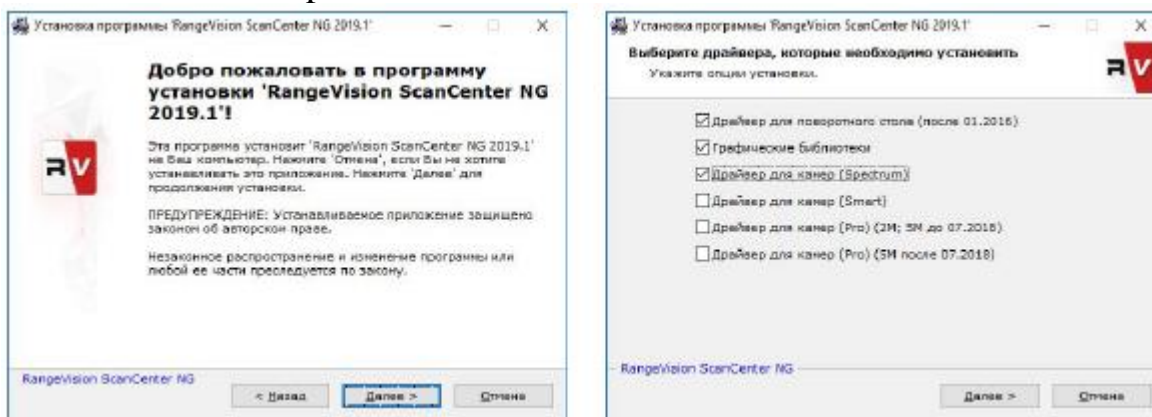 Установка программы 'RangeVision ScanCenter NG 2019.1'
Добро пожаловать в программу
установки 'RangeVision ScanCenter NG
2019.1'!
Эта программа установит 'RangeVision ScanCenter NG 2019.1'
на Ваш компьютер. Нажмите 'Отмена', если Вы не хотите
устанавливать это приложение. Нажмите 'Далее' для
продолжения установки.
ПРЕДУПРЕЖДЕНИЕ: Устанавливаемое приложение защищено
законом об авторском праве.
Незаконное распространение и изменение программы или
любой ее части преследуется по закону.
RV
RangeVision ScanCenter NG
< Назад
Далее >
Отмена
Установка программы 'RangeVision ScanCenter NG 2019.1'
Выберите драйвера, которые необходимо установить
Укажите опции установки.
RV
Драйвер для поворотного стола (после 01.2016)
Графические библиотеки
Драйвер для камер (Spectrum)
Драйвер для камер (Smart)
Драйвер для камер (Pro) (2M; 5M до 07.2018)
Драйвер для камер (Pro) (5M после 07.2018)
RangeVision ScanCenter NG
Далее >
Отмена